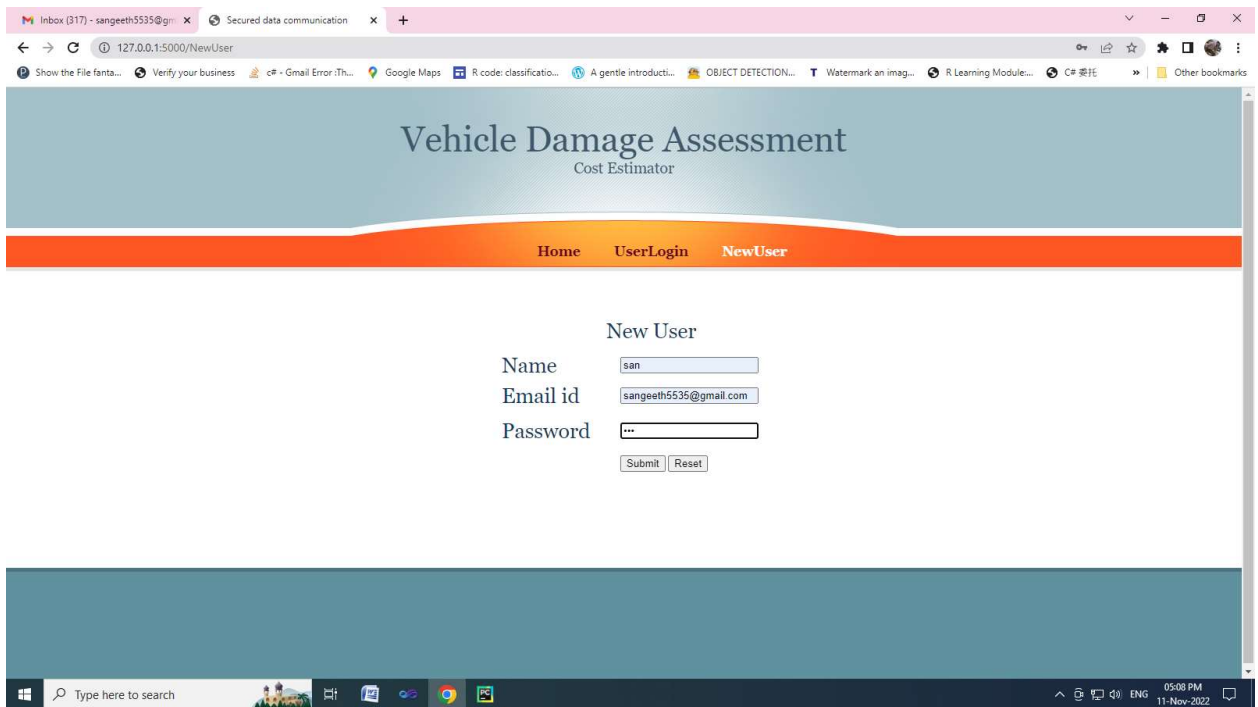 Inbox (317) - sangeeth5535@gm
Secured data communication
127.0.0.1:5000/NewUser
Show the File fanta...
Verify your business
c# - Gmail Error :Th...
Google Maps
R code: classificatio...
A gentle introducti...
OBJECT DETECTION...
T Watermark an imag...
R Learning Module:...
C# 委托
»
Other bookmarks
Vehicle Damage Assessment
Cost Estimator
Home UserLogin NewUser
New User
Name san
Email id sangeeth5535@gmail.com
Password •••
Submit Reset
Type here to search
ENG
05:08 PM
11-Nov-2022